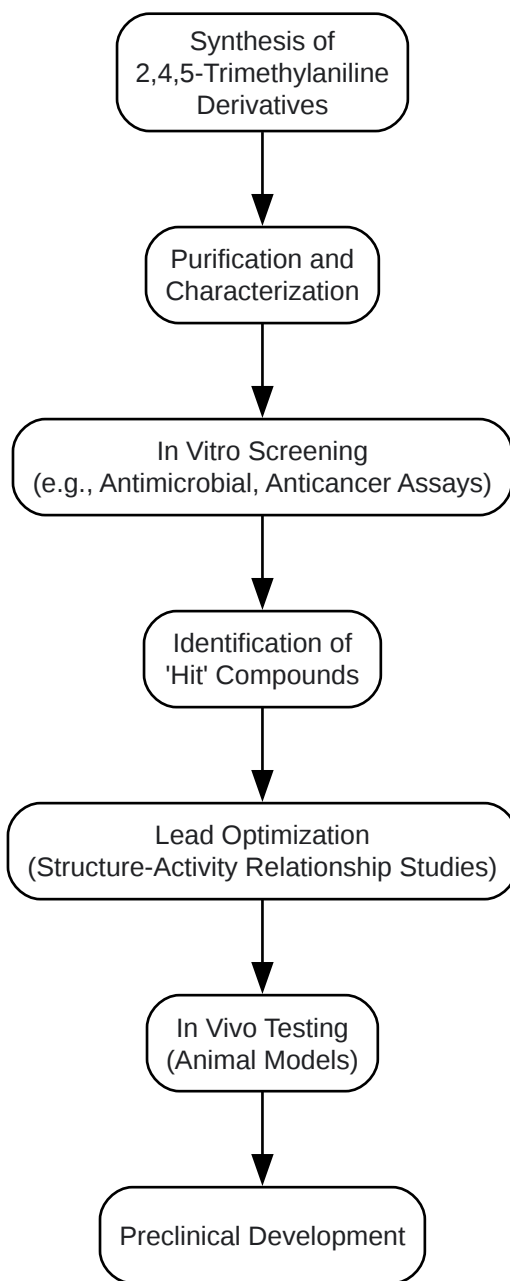 Synthesis of
2,4,5-Trimethylaniline
Derivatives
Purification and
Characterization
In Vitro Screening
(e.g., Antimicrobial, Anticancer Assays)
Identification of
'Hit' Compounds
Lead Optimization
(Structure-Activity Relationship Studies)
In Vivo Testing
(Animal Models)
Preclinical Development